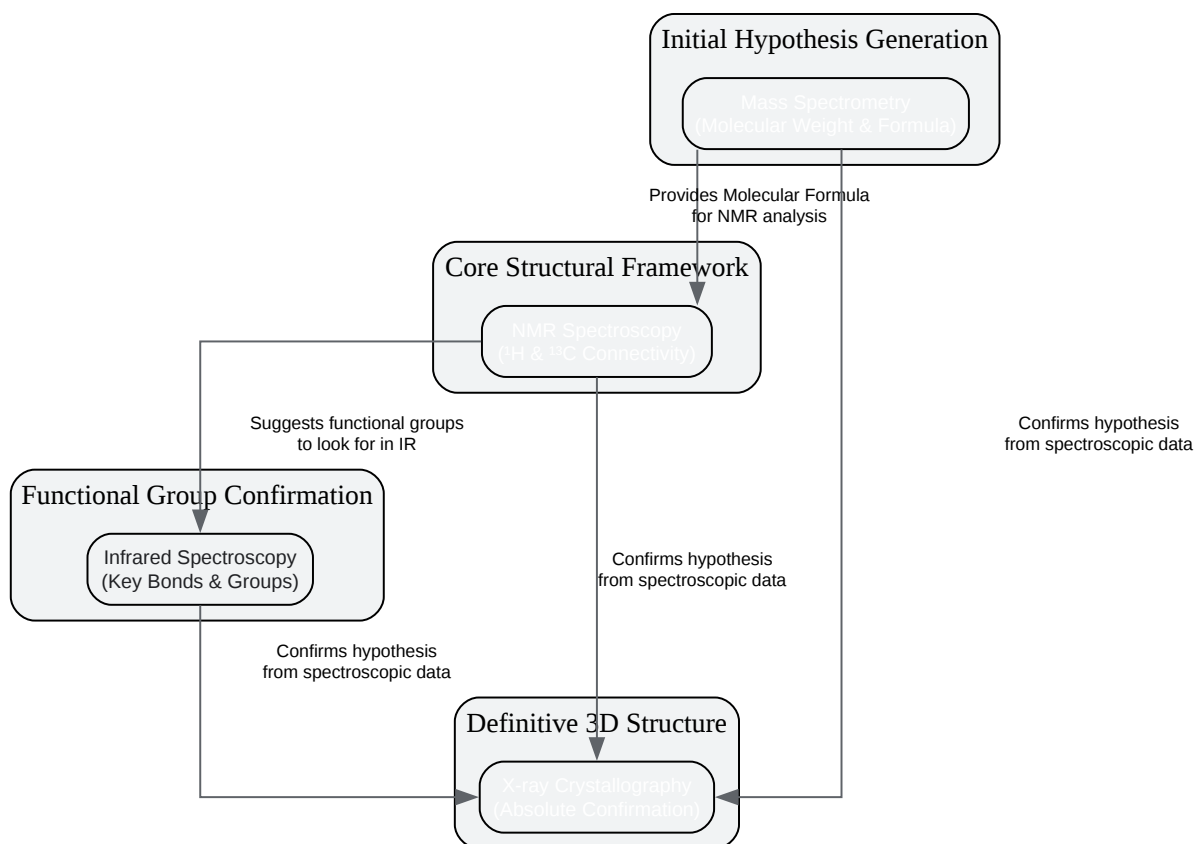 Initial Hypothesis Generation
Mass Spectrometry
(Molecular Weight & Formula)
Provides Molecular Formula
for NMR analysis
Core Structural Framework
NMR Spectroscopy
(¹H & ¹³C Connectivity)
Suggests functional groups
to look for in IR
Confirms hypothesis
from spectroscopic data
Functional Group Confirmation
Infrared Spectroscopy
(Key Bonds & Groups)
Confirms hypothesis
from spectroscopic data
Confirms hypothesis
from spectroscopic data
Definitive 3D Structure
X-ray Crystallography
(Absolute Confirmation)